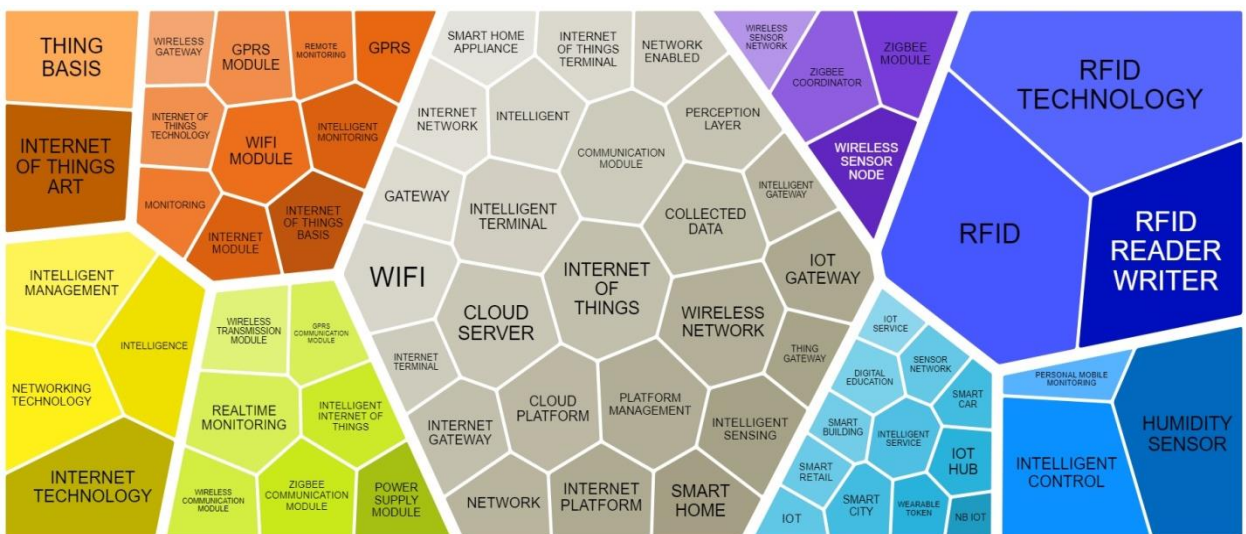 THING
BASIS
INTERNET
OF THINGS
ART
WIRELESS
GATEWAY
GPRS
MODULE
REMOTE
MONITORING
GPRS
INTERNET OF
THINGS
TECHNOLOGY
WIFI
MODULE
INTELLIGENT
MONITORING
MONITORING
INTERNET
MODULE
INTERNET
OF THINGS
BASIS
INTELLIGENT
MANAGEMENT
INTELLIGENCE
NETWORKING
TECHNOLOGY
INTERNET
TECHNOLOGY
WIRELESS
TRANSMISSION
MODULE
GPRS
COMMUNICATION
MODULE
REALTIME
MONITORING
INTELLIGENT
INTERNET OF
THINGS
WIRELESS
COMMUNICATION
MODULE
ZIGBEE
COMMUNICATION
MODULE
POWER
SUPPLY
MODULE
SMART HOME
APPLIANCE
INTERNET
OF THINGS
TERMINAL
NETWORK
ENABLED
INTERNET
NETWORK
INTELLIGENT
COMMUNICATION
MODULE
PERCEPTION
LAYER
GATEWAY
INTELLIGENT
TERMINAL
COLLECTED
DATA
INTELLIGENT
GATEWAY
WIFI
CLOUD
SERVER
INTERNET
OF
THINGS
WIRELESS
NETWORK
IOT
GATEWAY
INTERNET
TERMINAL
CLOUD
PLATFORM
PLATFORM
MANAGEMENT
THING
GATEWAY
INTERNET
GATEWAY
INTELLIGENT
SENSING
NETWORK
INTERNET
PLATFORM
SMART
HOME
WIRELESS
SENSOR
NETWORK
ZIGBEE
COORDINATOR
ZIGBEE
MODULE
WIRELESS
SENSOR
NODE
RFID
TECHNOLOGY
RFID
RFID
READER
WRITER
IOT
SERVICE
DIGITAL
EDUCATION
SENSOR
NETWORK
SMART
CAR
SMART
BUILDING
INTELLIGENT
SERVICE
IOT
HUB
SMART
RETAIL
IOT
SMART
CITY
WEARABLE
TOKEN
NB IOT
PERSONAL MOBILE
MONITORING
INTELLIGENT
CONTROL
HUMIDITY
SENSOR